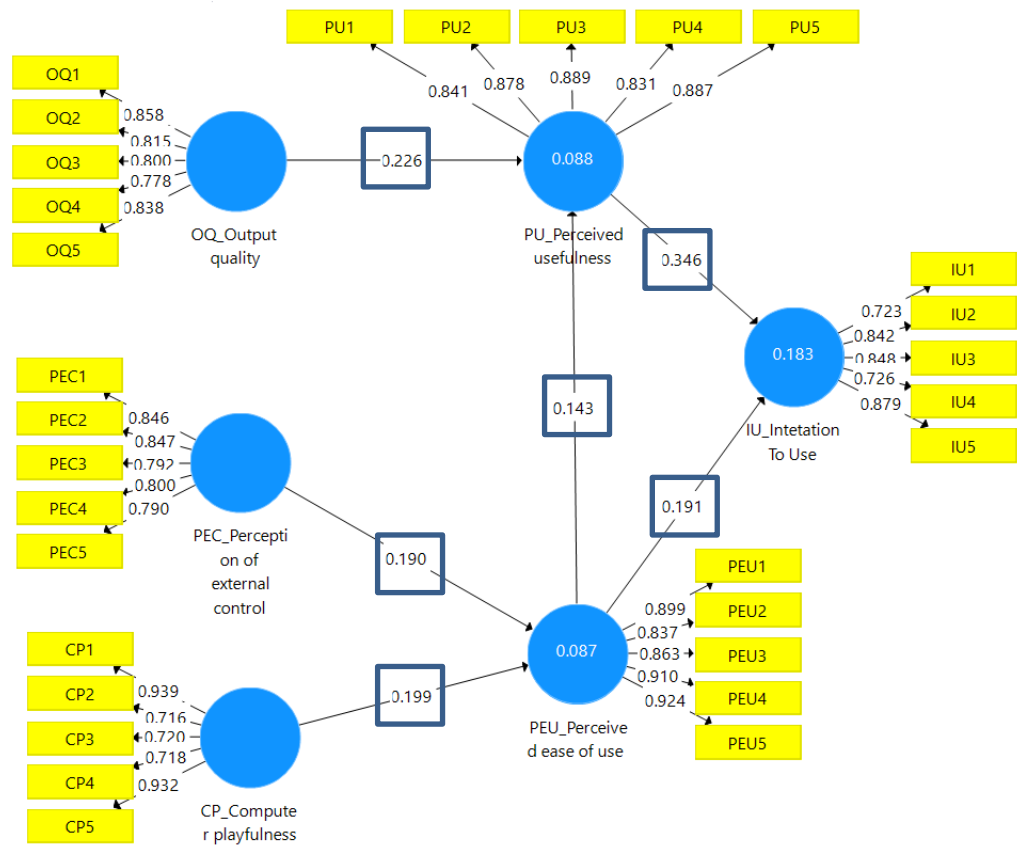 PU1
PU2
PU3
PU4
PU5
0.841
0.878
0.889
0.831
0.887
OQ1
OQ2
OQ3
OQ4
OQ5
0.858
0.815
0.800
0.778
0.838
OQ_Output
quality
0.226
0.088
PU_Perceived
usefulness
0.346
0.143
0.183
IU_Intetation
To Use
0.723
0.842
0.848
0.726
0.879
IU1
IU2
IU3
IU4
IU5
PEC1
PEC2
PEC3
PEC4
PEC5
0.846
0.847
0.792
0.800
0.790
PEC_Percepti
on of
external
control
0.190
0.191
CP1
CP2
CP3
CP4
CP5
0.939
0.716
0.720
0.718
0.932
CP_Compute
r playfulness
0.199
0.087
PEU_Perceive
d ease of use
0.899
0.837
0.863
0.910
0.924
PEU1
PEU2
PEU3
PEU4
PEU5